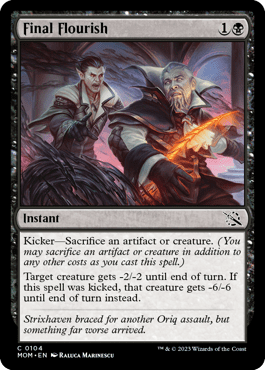 Final Flourish 1
Instant
Kicker—Sacrifice an artifact or creature. (You
may sacrifice an artifact or creature in addition to
any other costs as you cast this spell.)
Target creature gets -2/-2 until end of turn. If
this spell was kicked, that creature gets -6/-6
until end of turn instead.
Strixhaven braced for another Oriq assault, but
something far worse arrived.
C 0104
MOM • EN RALUCA MARINESCU ™ & © 2023 Wizards of the Coast